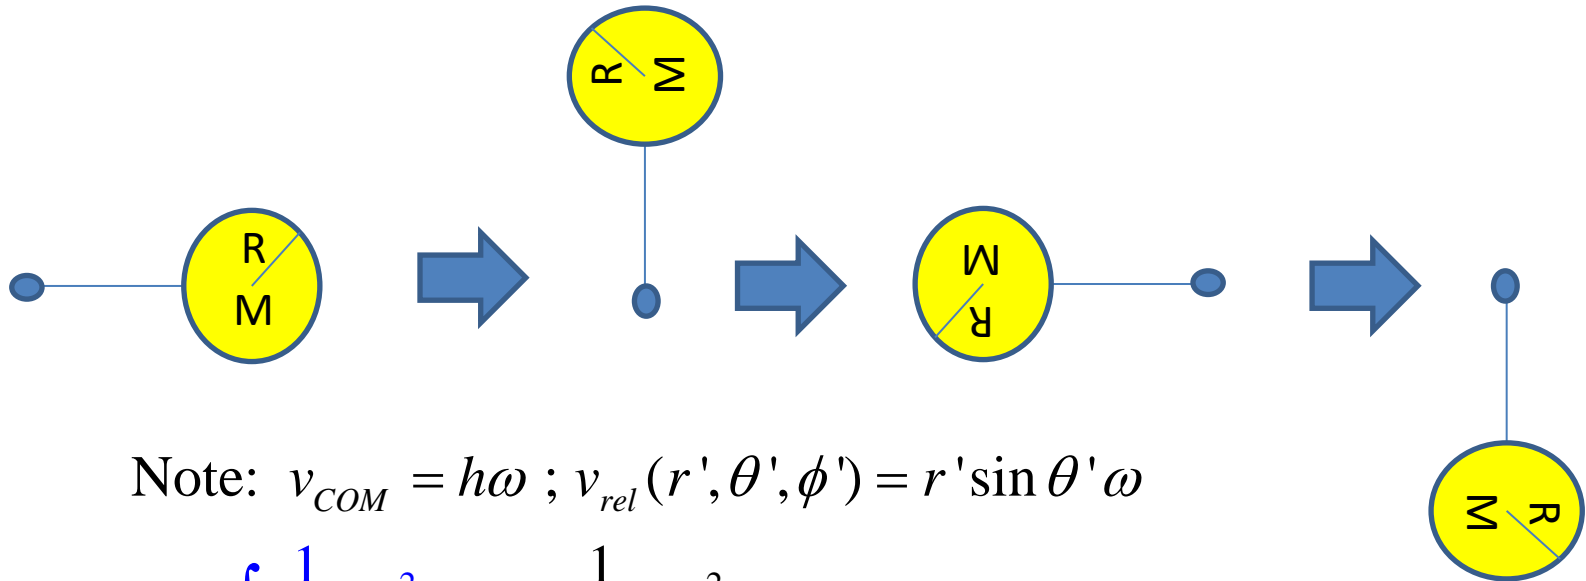 R M
R M
M R
M R
Note: v_COM = hω ; v_rel(r', θ', ϕ') = r' sin θ' ω